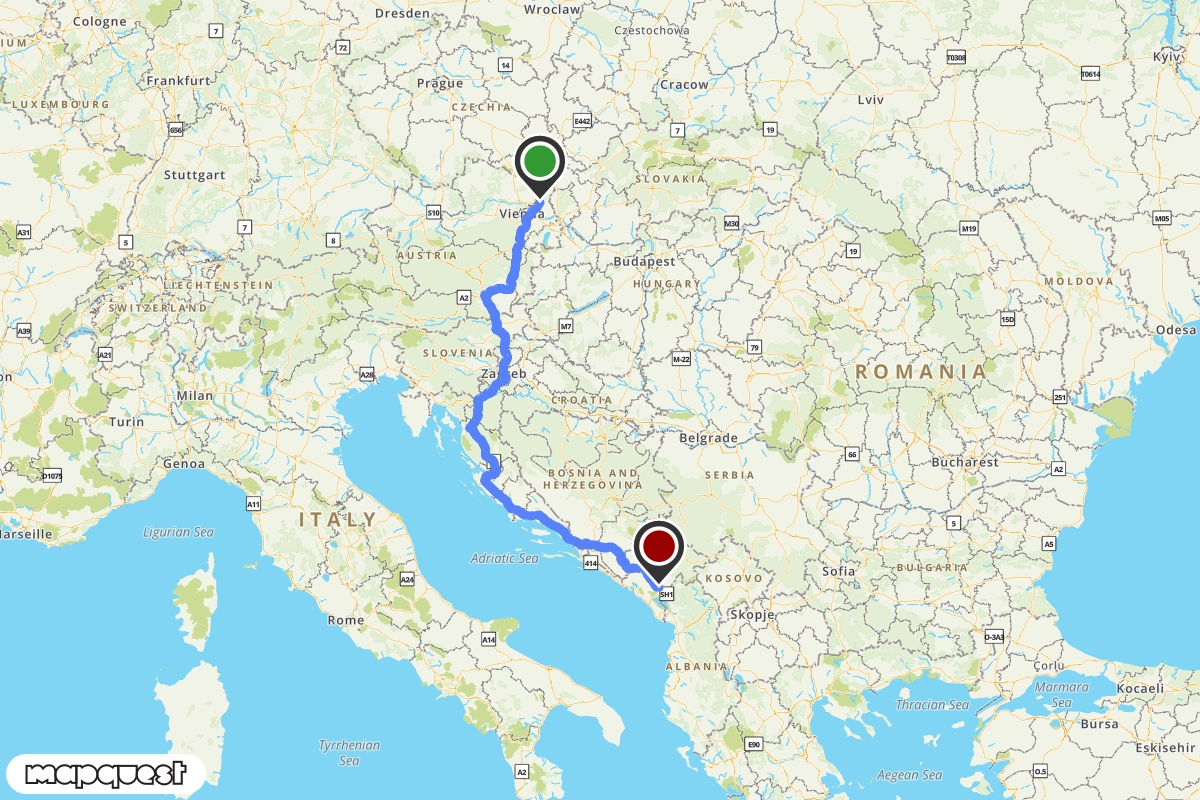 Dresden
Wroclaw
Cologne
7
72
Czestochowa
Kyiv
IUM
14
T0308
T0614
Frankfurt
Prague
Cracow
Lviv
LUXEMBOURG
CZECHIA
656
E442
7
19
Stuttgart
SLOVAKIA
S10
Vienna
A31
5
7
8
M30
M19
M05
19
AUSTRIA
Budapest
HUNGARY
MOLDOVA
LIECHTENSTEIN
SWITZERLAND
A2
M7
15D
Odesa
A39
A21
SLOVENIA
79
M-22
ROMANIA
on
A28
Zagreb
Milan
CROATIA
251
Turin
Belgrade
66
Genoa
Bucharest
A2
D1075
BOSNIA AND
HERZEGOVINA
SERBIA
A11
ITALY
5
Marseille
Ligurian Sea
A5
Adriatic Sea
414
A24
KOSOVO
Sofia
BULGARIA
SH1
Rome
Skopje
A14
D-3A3
ALBANIA
Çorlu
Marmara
Sea
Kocaeli
Thracian Sea
Bursa
Tyrrhenian
Sea
E90
Eskisehir
A2
O.5
Aegean Sea
mapquest